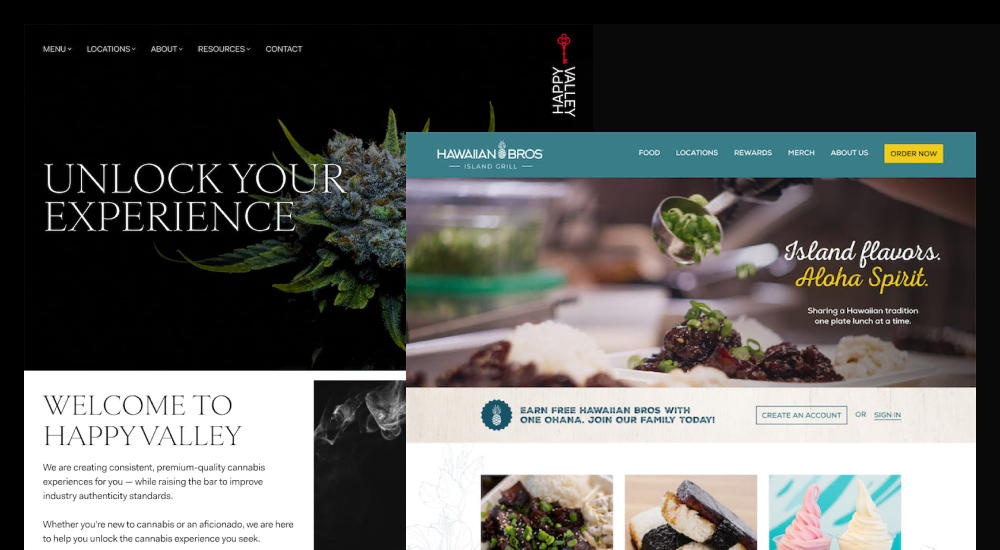 MENU LOCATIONS ABOUT RESOURCES CONTACT
HAPPY
VALLEY
UNLOCK YOUR
EXPERIENCE
WELCOME TO
HAPPY VALLEY
We are creating consistent, premium-quality cannabis
experiences for you — while raising the bar to improve
industry authenticity standards.
Whether you're new to cannabis or an aficionado, we are here
to help you unlock the cannabis experience you seek.
HAWAIIAN BROS
ISLAND GRILL
FOOD LOCATIONS REWARDS MERCH ABOUT US ORDER NOW
Island flavors.
Aloha Spirit.
Sharing a Hawaiian tradition
one plate lunch at a time.
EARN FREE HAWAIIAN BROS WITH
ONE OHANA. JOIN OUR FAMILY TODAY!
CREATE AN ACCOUNT OR SIGN IN